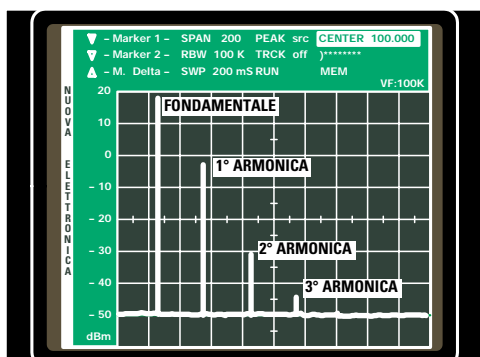 – Marker 1 – SPAN 200 PEAK src CENTER 100.000
– Marker 2 – RBW 100 K TRCK off )********
– M. Delta – SWP 200 mS RUN MEM
VF:100K
NUOVA ELETTRONICA
20
10
0
– 10
– 20
– 30
– 40
– 50
dBm
FONDAMENTALE
1° ARMONICA
2° ARMONICA
3° ARMONICA